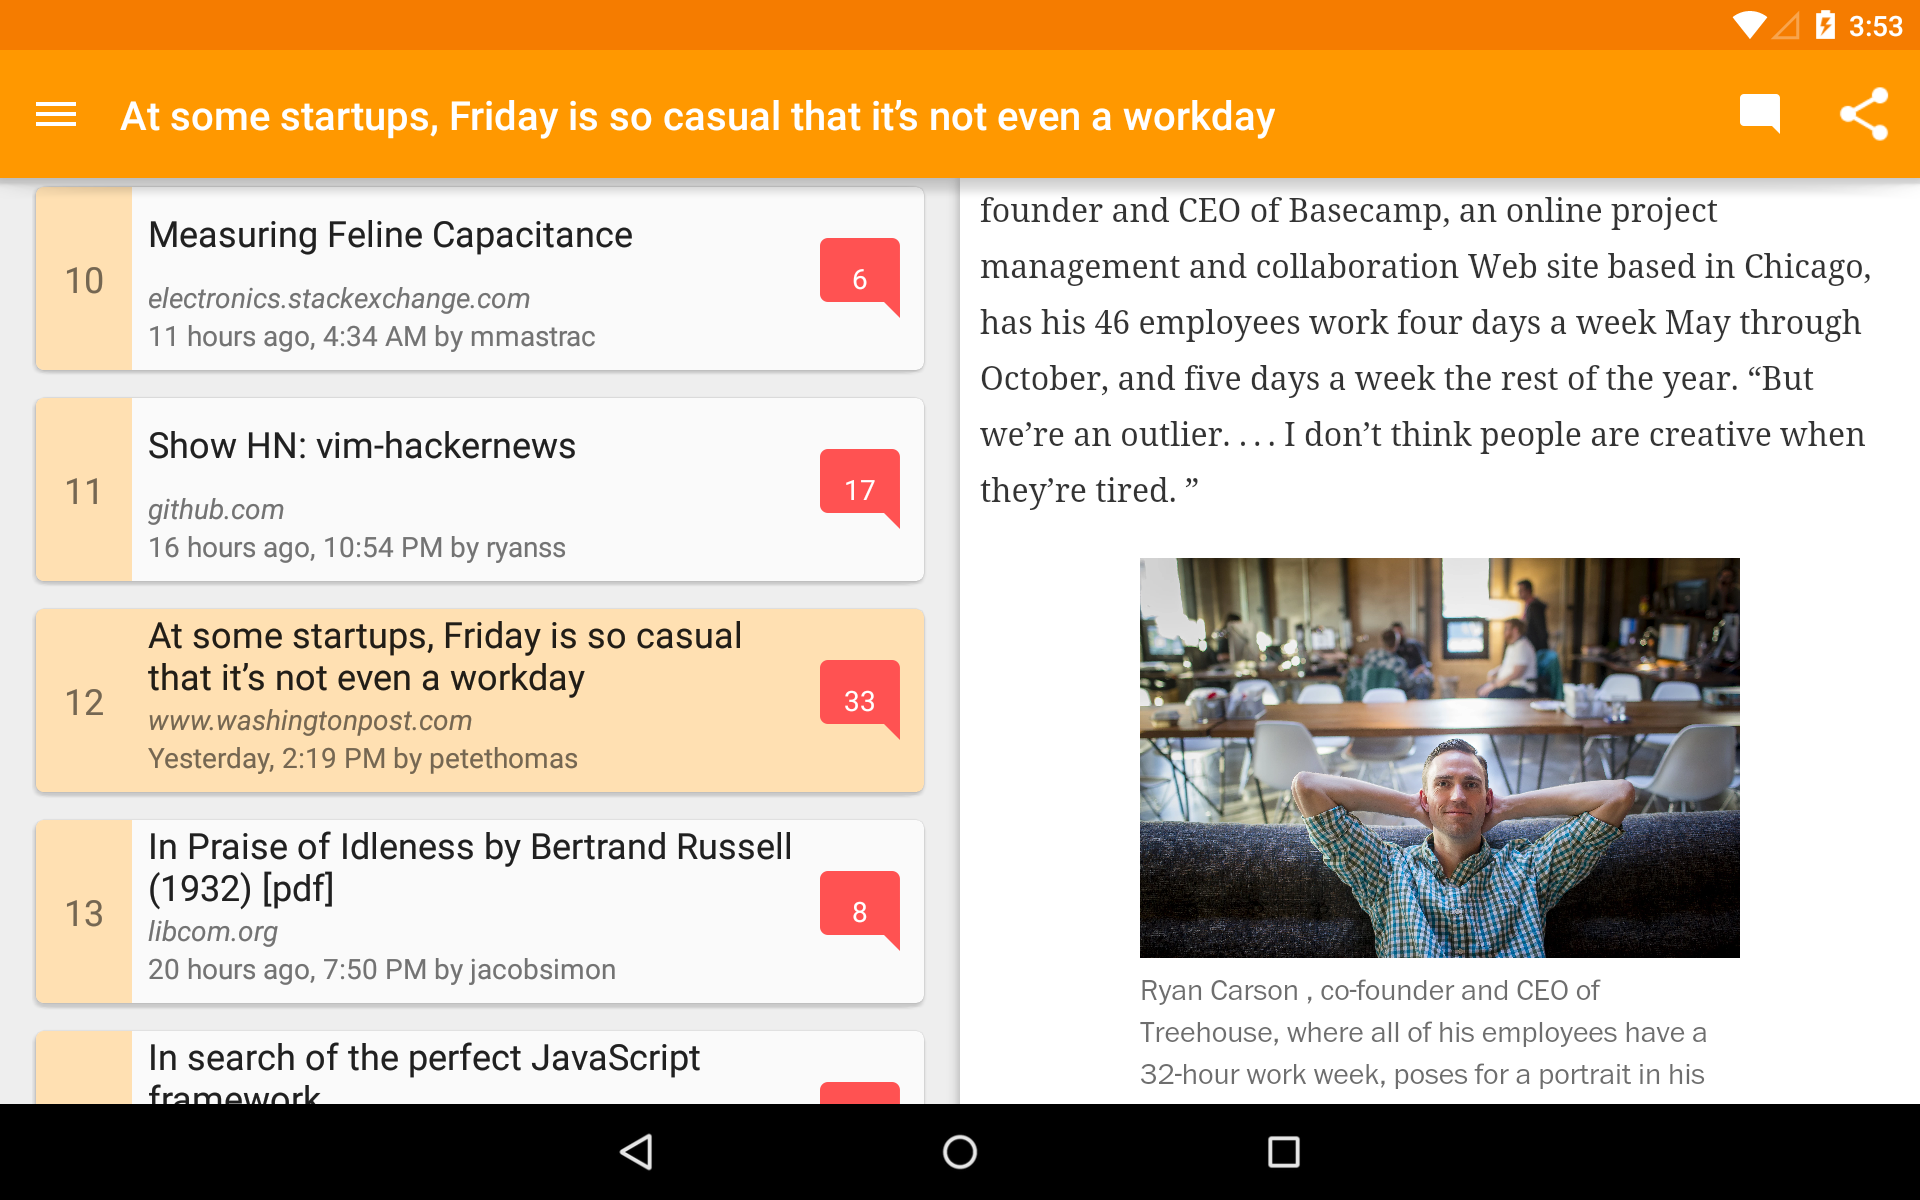 3:53
At some startups, Friday is so casual that it’s not even a workday
10
Measuring Feline Capacitance
electronics.stackexchange.com
11 hours ago, 4:34 AM by mmastrac
6
11
Show HN: vim-hackernews
github.com
16 hours ago, 10:54 PM by ryanss
17
12
At some startups, Friday is so casual
that it’s not even a workday
www.washingtonpost.com
Yesterday, 2:19 PM by petethomas
33
13
In Praise of Idleness by Bertrand Russell
(1932) [pdf]
libcom.org
20 hours ago, 7:50 PM by jacobsimon
8
In search of the perfect JavaScript
framework
founder and CEO of Basecamp, an online project
management and collaboration Web site based in Chicago,
has his 46 employees work four days a week May through
October, and five days a week the rest of the year. “But
we’re an outlier. . . . I don’t think people are creative when
they’re tired. ”
Ryan Carson , co-founder and CEO of
Treehouse, where all of his employees have a
32-hour work week, poses for a portrait in his